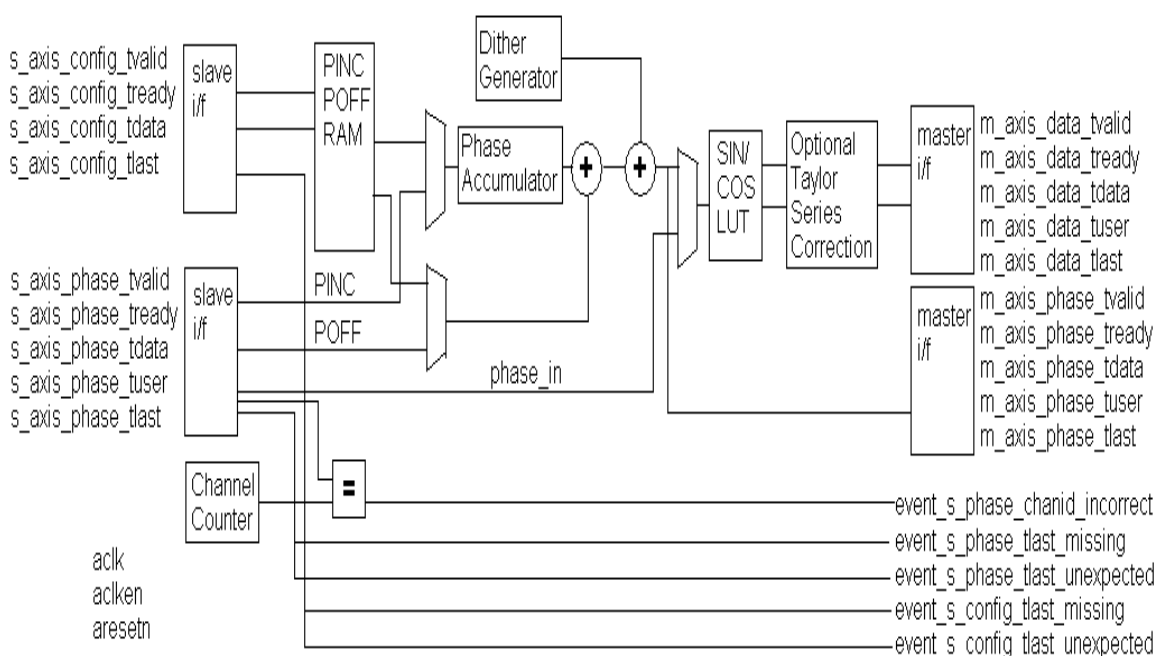 s_axis_config_tvalid
s_axis_config_tready
s_axis_config_tdata
s_axis_config_tlast
slave
i/f
PINC
POFF
RAM
Dither
Generator
Phase
Accumulator
+
+
SIN/
COS
LUT
Optional
Taylor
Series
Correction
master
i/f
m_axis_data_tvalid
m_axis_data_tready
m_axis_data_tdata
m_axis_data_tuser
m_axis_data_tlast
s_axis_phase_tvalid
s_axis_phase_tready
s_axis_phase_tdata
s_axis_phase_tuser
s_axis_phase_tlast
slave
i/f
PINC
POFF
phase_in
master
i/f
m_axis_phase_tvalid
m_axis_phase_tready
m_axis_phase_tdata
m_axis_phase_tuser
m_axis_phase_tlast
Channel
Counter
=
event_s_phase_chanid_incorrect
event_s_phase_tlast_missing
event_s_phase_tlast_unexpected
event_s_config_tlast_missing
event_s_config_tlast_unexpected
aclk
aclken
aresetn